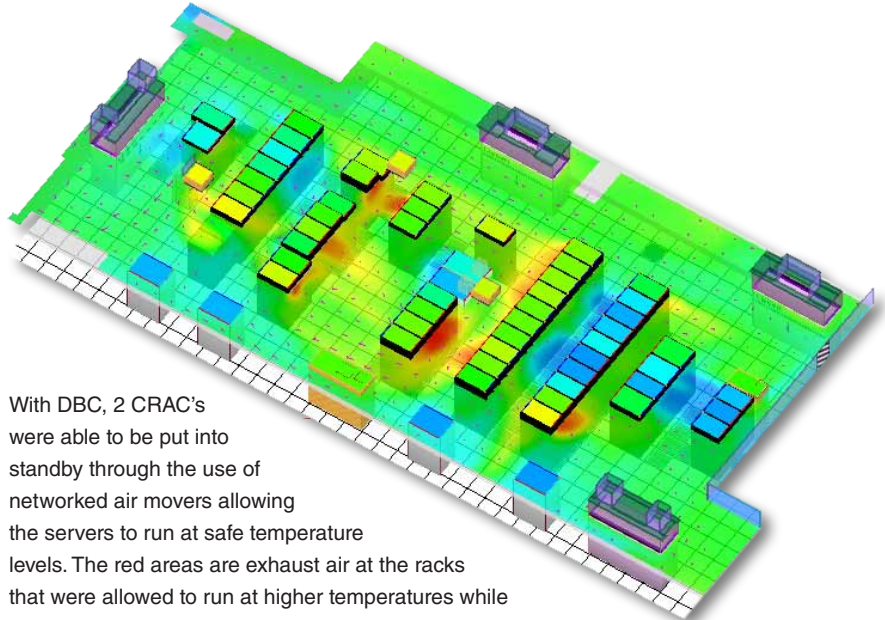 With DBC, 2 CRAC’s
were able to be put into
standby through the use of
networked air movers allowing
the servers to run at safe temperature
levels. The red areas are exhaust air at the racks
that were allowed to run at higher temperatures while